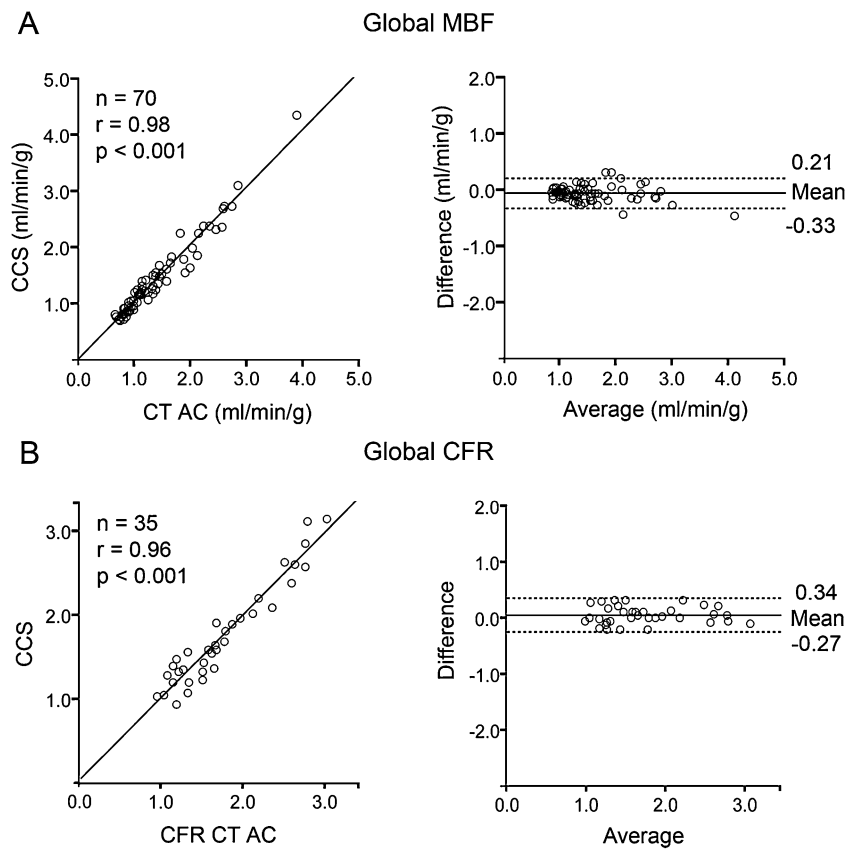 A
Global MBF
n = 70
r = 0.98
p < 0.001
5.0
4.0
3.0
2.0
1.0
CCS (ml/min/g)
0.0 1.0 2.0 3.0 4.0 5.0
CT AC (ml/min/g)
2.0
1.0
0.0
-1.0
-2.0
Difference (ml/min/g)
0.21
Mean
-0.33
0.0 1.0 2.0 3.0 4.0 5.0
Average (ml/min/g)
B
Global CFR
n = 35
r = 0.96
p < 0.001
3.0
2.0
1.0
CCS
0.0 1.0 2.0 3.0
CFR CT AC
2.0
1.0
0.0
-1.0
-2.0
Difference
0.34
Mean
-0.27
0.0 1.0 2.0 3.0
Average